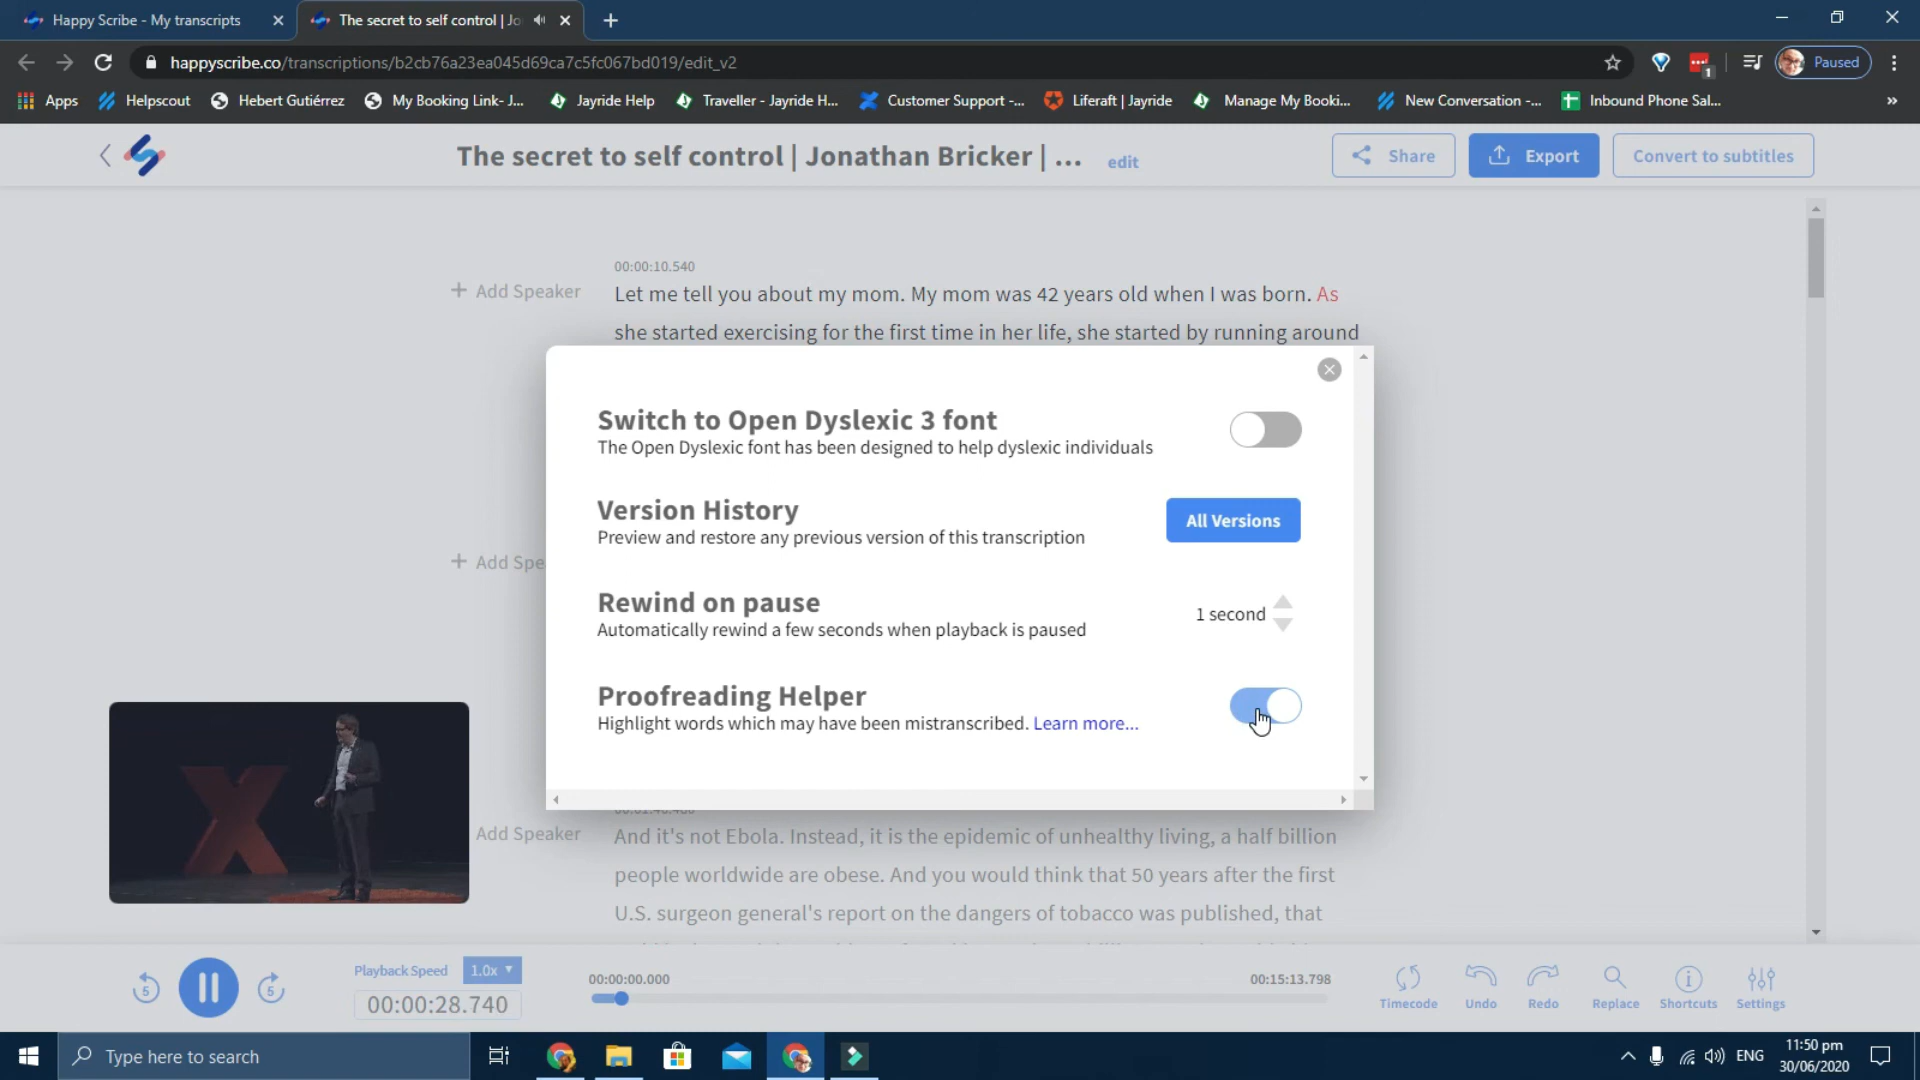 Happy Scribe - My transcripts
The secret to self control | Jo
happyscribe.co/transcriptions/b2cb76a23ea045d69ca7c5fc067bd019/edit_v2
1
Paused
Apps
Helpscout
Hebert Gutiérrez
My Booking Link- J...
Jayride Help
Traveller - Jayride H...
Customer Support -...
Liferaft | Jayride
Manage My Booki...
New Conversation -...
Inbound Phone Sal...
»
The secret to self control | Jonathan Bricker | ...
edit
Share
Export
Convert to subtitles
00:00:10.540
+ Add Speaker
Let me tell you about my mom. My mom was 42 years old when I was born. As
she started exercising for the first time in her life, she started by running around
Switch to Open Dyslexic 3 font
The Open Dyslexic font has been designed to help dyslexic individuals
Version History
Preview and restore any previous version of this transcription
All Versions
+ Add Spe
Rewind on pause
Automatically rewind a few seconds when playback is paused
1 second
Proofreading Helper
Highlight words which may have been mistranscribed. Learn more...
X
Add Speaker
And it's not Ebola. Instead, it is the epidemic of unhealthy living, a half billion
people worldwide are obese. And you would think that 50 years after the first
U.S. surgeon general's report on the dangers of tobacco was published, that
5
5
Playback Speed
1.0x
00:00:28.740
00:00:00.000
00:15:13.798
Timecode
Undo
Redo
Replace
Shortcuts
Settings
Type here to search
ENG
11:50 pm
30/06/2020